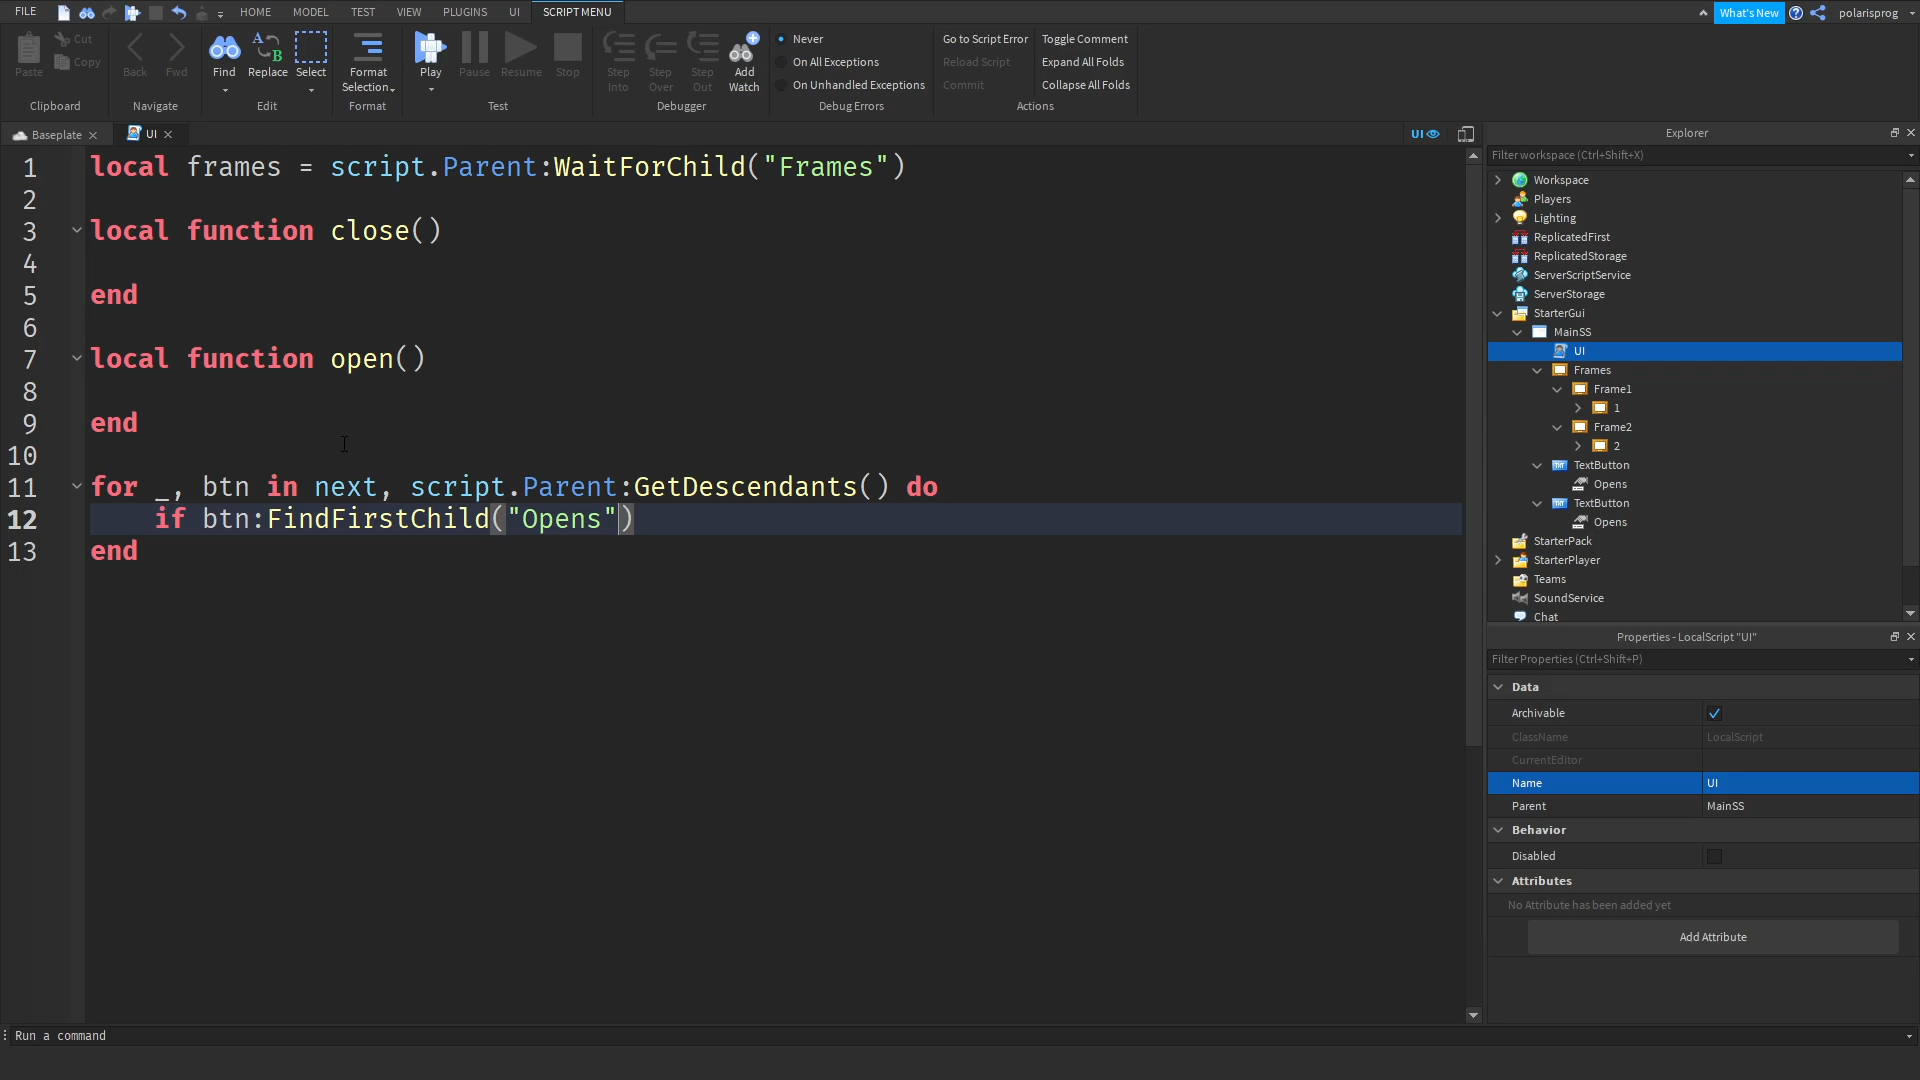 FILE HOME MODEL TEST VIEW PLUGINS UI SCRIPT MENU What's New polarisprog
Paste Cut Copy Back Fwd Find Replace Select Format Selection Play Pause Resume Stop Step Into Step Over Step Out Add Watch
Never Go to Script Error Toggle Comment
On All Exceptions Reload Script Expand All Folds
On Unhandled Exceptions Commit Collapse All Folds
Clipboard Navigate Edit Format Test Debugger Debug Errors Actions
Baseplate UI UI
1 local frames = script.Parent:WaitForChild("Frames")
2
3 local function close()
4
5 end
6
7 local function open()
8
9 end
10
11 for _, btn in next, script.Parent:GetDescendants() do
12 if btn:FindFirstChild("Opens")
13 end
Explorer
Filter workspace (Ctrl+Shift+X)
Workspace
Players
Lighting
ReplicatedFirst
ReplicatedStorage
ServerScriptService
ServerStorage
StarterGui
MainSS
UI
Frames
Frame1
1
Frame2
2
TextButton
Opens
TextButton
Opens
StarterPack
StarterPlayer
Teams
SoundService
Chat
Properties - LocalScript "UI"
Filter Properties (Ctrl+Shift+P)
Data
Archivable
ClassName LocalScript
CurrentEditor
Name UI
Parent MainSS
Behavior
Disabled
Attributes
No Attribute has been added yet
Add Attribute
Run a command